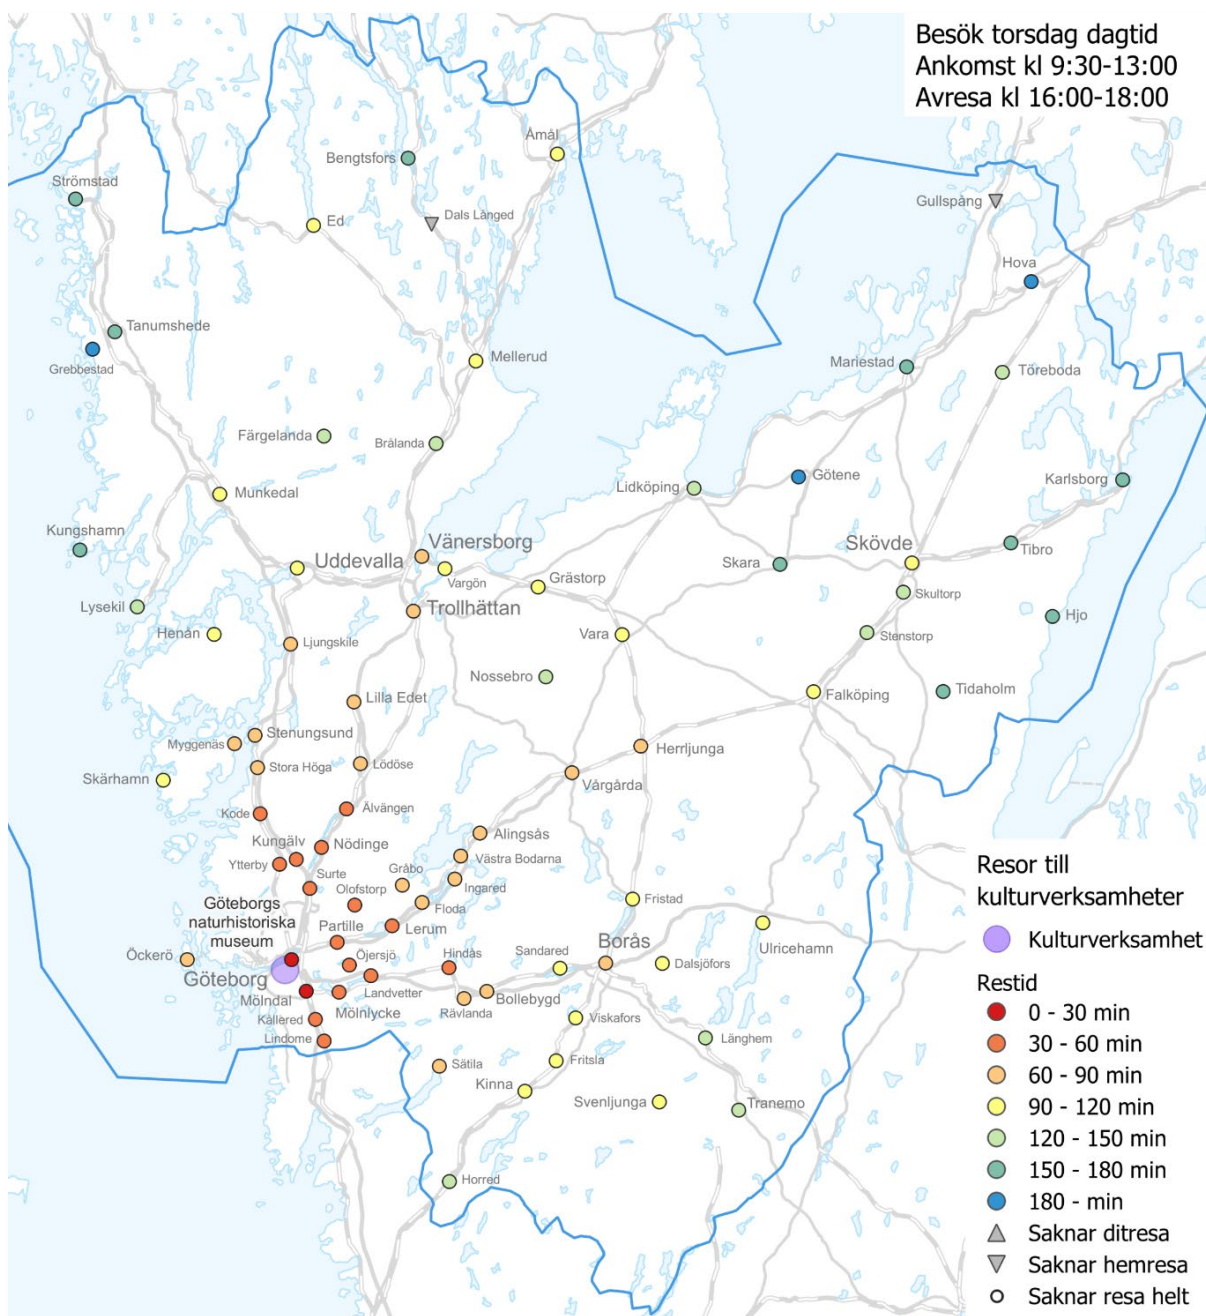 Besök torsdag dagtid
Ankomst kl 9:30-13:00
Avresa kl 16:00-18:00
Åmål
Bengtsfors
Strömstad
Dals Långed
Gullspång
Ed
Hova
Tanumshede
Grebbestad
Mellerud
Mariestad
Töreboda
Färgelanda
Brålanda
Götene
Karlsborg
Lidköping
Munkedal
Kungshamn
Vänersborg
Skövde
Tibro
Uddevalla
Vargön
Grästorp
Skara
Skultorp
Lysekil
Trollhättan
Hjo
Henån
Ljungskile
Vara
Stenstorp
Nossebro
Lilla Edet
Falköping
Tidaholm
Stenungsund
Myggenäs
Herrljunga
Stora Höga
Lödöse
Skärhamn
Vårgårda
Kode
Älvängen
Alingsås
Kungälv
Nödinge
Ytterby
Västra Bodarna
Surte
Gråbo
Ingared
Olofstorp
Göteborgs
naturhistoriska
museum
Floda
Fristad
Partille
Lerum
Ulricehamn
Öckerö
Öjersjö
Hindås
Sandared
Borås
Dalsjöfors
Göteborg
Landvetter
Mölndal
Mölnlycke
Rävlanda
Bollebygd
Kållered
Viskafors
Lindome
Länghem
Sätila
Fritsla
Kinna
Svenljunga
Tranemo
Horred
Resor till
kulturverksamheter
Kulturverksamhet
Restid
0 - 30 min
30 - 60 min
60 - 90 min
90 - 120 min
120 - 150 min
150 - 180 min
180 - min
Saknar ditresa
Saknar hemresa
Saknar resa helt